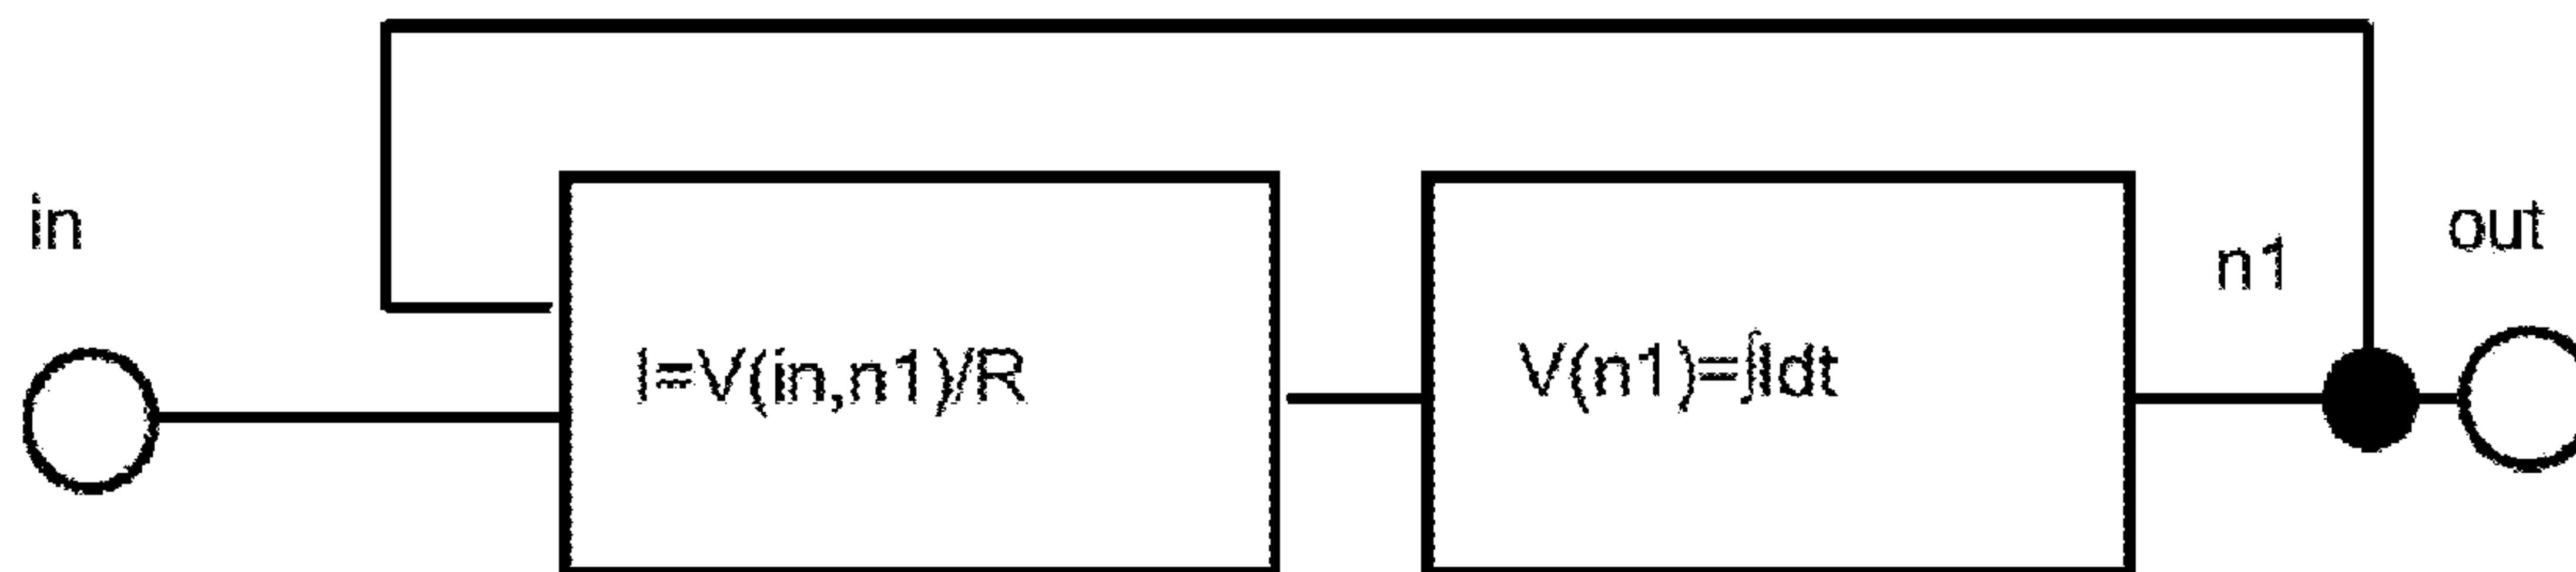 in
out
n1
I=V(in,n1)/R
V(n1)=∫Idt